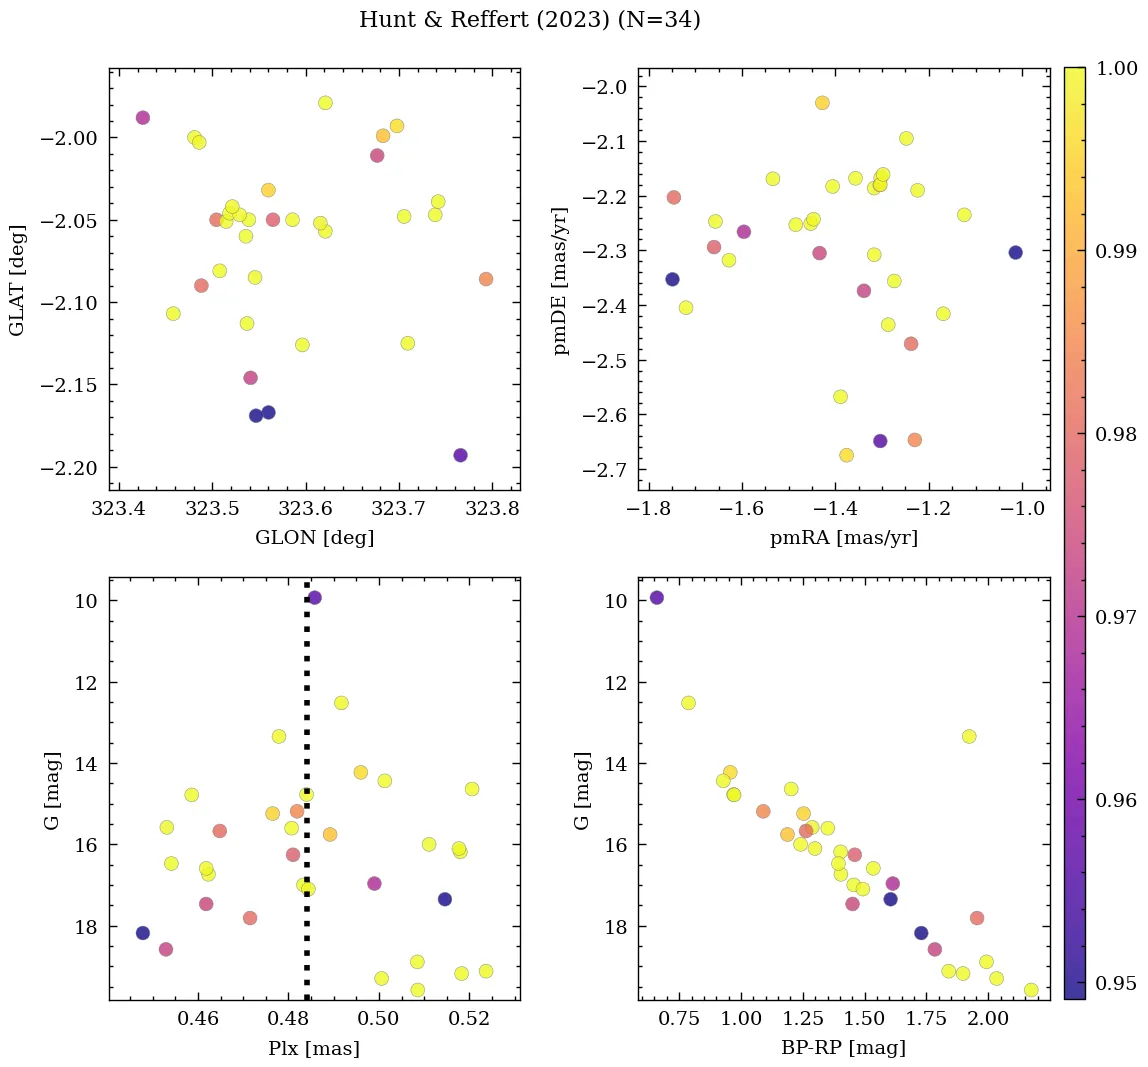 Hunt & Reffert (2023) (N=34)
−2.00
−2.05
−2.10
−2.15
−2.20
GLAT [deg]
323.4 323.5 323.6 323.7 323.8
GLON [deg]
−2.0
−2.1
−2.2
−2.3
−2.4
−2.5
−2.6
−2.7
pmDE [mas/yr]
−1.8 −1.6 −1.4 −1.2 −1.0
pmRA [mas/yr]
10
12
14
16
18
G [mag]
0.46 0.48 0.50 0.52
Plx [mas]
10
12
14
16
18
G [mag]
0.75 1.00 1.25 1.50 1.75 2.00
BP-RP [mag]
1.00
0.99
0.98
0.97
0.96
0.95